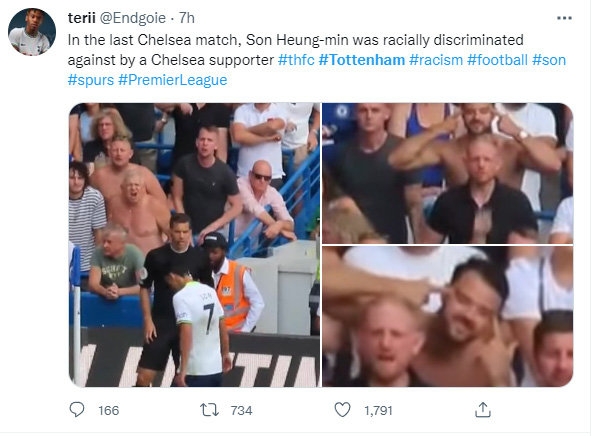 terii @Endgoie · 7h
In the last Chelsea match, Son Heung-min was racially discriminated
against by a Chelsea supporter #thfc #Tottenham #racism #football #son
#spurs #PremierLeague
SON
7
166
734
1,791